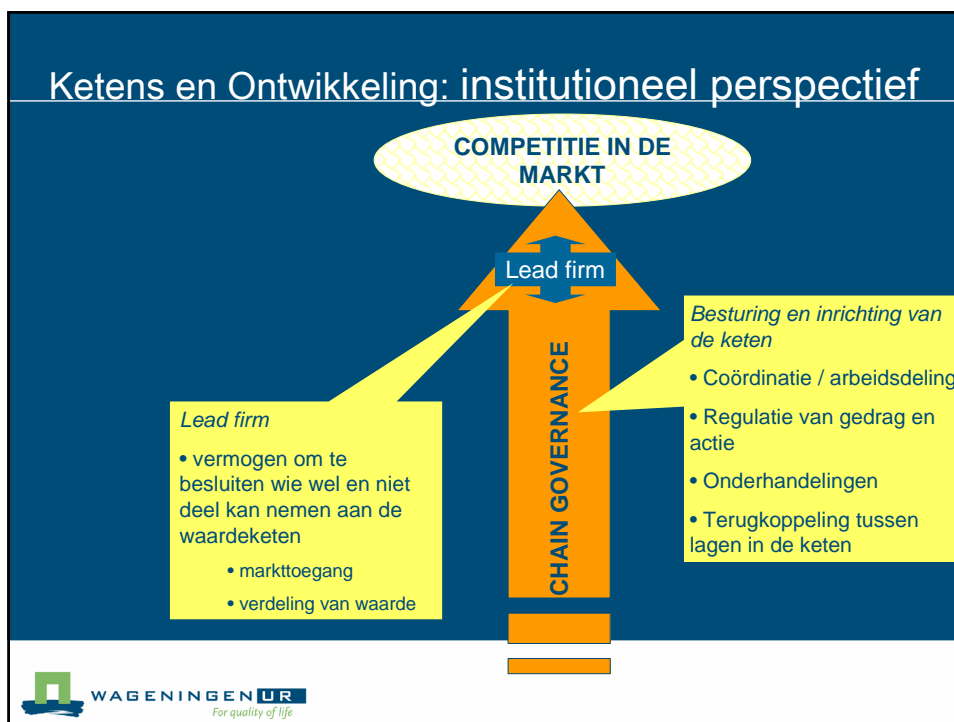 Ketens en Ontwikkeling: institutioneel perspectief
COMPETITIE IN DE
MARKT
Lead firm
CHAIN GOVERNANCE
Besturing en inrichting van
de keten
• Coördinatie / arbeidsdeling
• Regulatie van gedrag en
actie
• Onderhandelingen
• Terugkoppeling tussen
lagen in de keten
Lead firm
• vermogen om te
besluiten wie wel en niet
deel kan nemen aan de
waardeketen
• markttoegang
• verdeling van waarde
WAGENINGEN UR
For quality of life